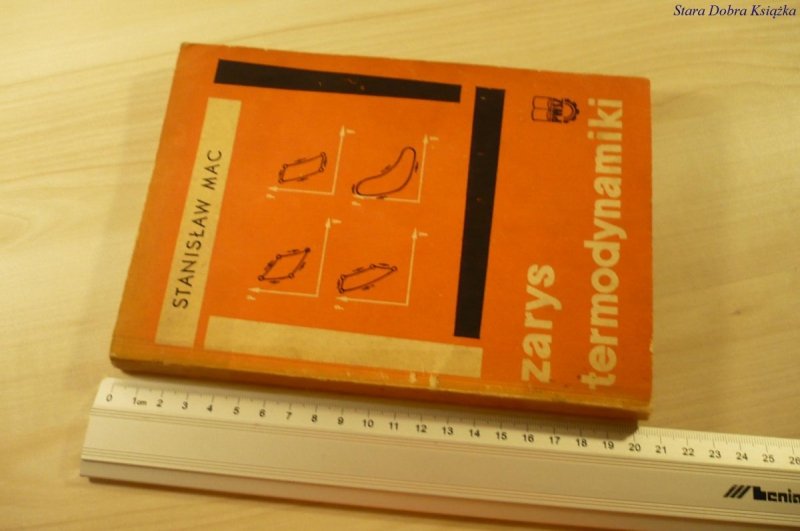 Stara Dobra Książka
STANISŁAW MAC
zarys
termodynamiki
0 1cm 2 3 4 5 6 7 8 9 10 11 12 13 14 15 16 17 18 19 20 21 22 23 24 25 26